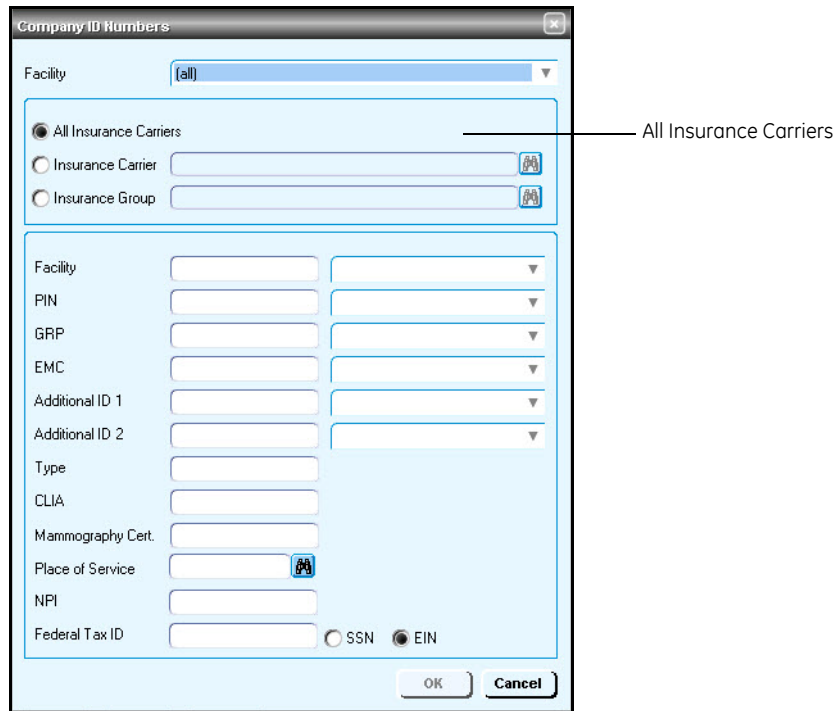 Company ID Numbers
Facility (all)
All Insurance Carriers All Insurance Carriers
Insurance Carrier
Insurance Group
Facility
PIN
GRP
EMC
Additional ID 1
Additional ID 2
Type
CLIA
Mammography Cert.
Place of Service
NPI
Federal Tax ID SSN EIN
OK Cancel